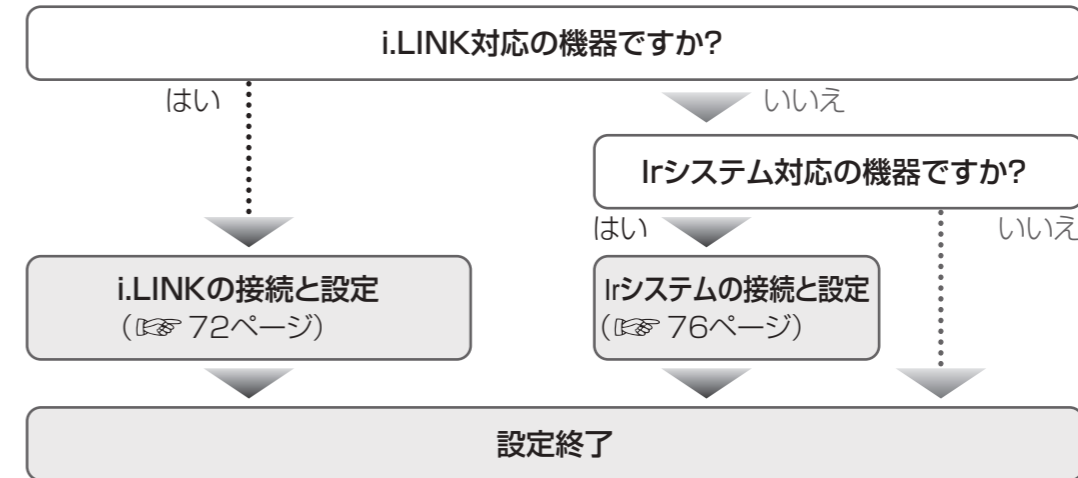 i.LINK対応の機器ですか?
はい
いいえ
Irシステム対応の機器ですか?
はい
いいえ
i.LINKの接続と設定
(☞ 72ページ)
Irシステムの接続と設定
(☞ 76ページ)
設定終了